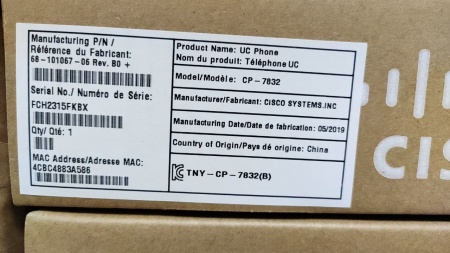 Manufacturing P/N /
Référence du Fabricant:
68-101067-06 Rev. B0 +
Serial No./ Numéro de Série:
FCH2315FKBX
Qty/ Qté: 1
MAC Address/Adresse MAC:
4CBC4883A586
Product Name: UC Phone
Nom du produit: Téléphone UC
Model/Modèle: CP-7832
Manufacturer/Fabricant: CISCO SYSTEMS.INC
Manufacturing Date/Date de fabrication: 05/2019
Country of Origin/Pays de origine: China
TNY-CP-7832(B)
CIS